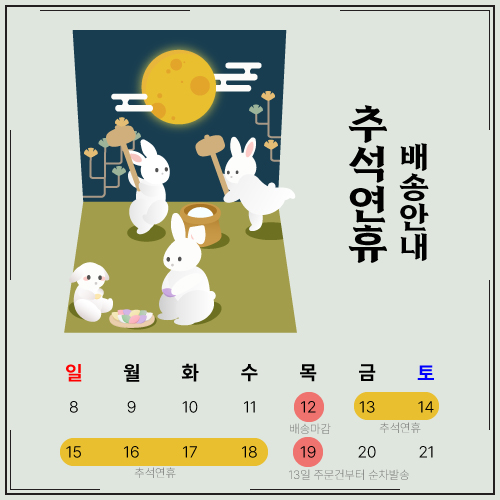 추석연휴
배송안내
일 월 화 수 목 금 토
8 9 10 11 12 13 14
배송마감 추석연휴
15 16 17 18 19 20 21
추석연휴 13일 주문건부터 순차발송